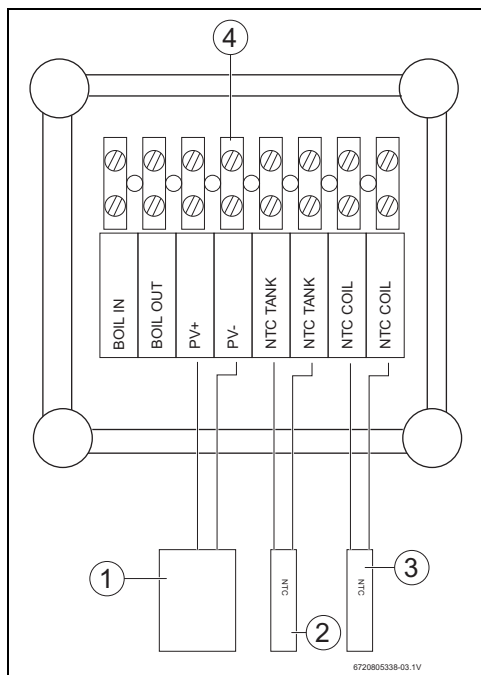 4
BOIL IN
BOIL OUT
PV+
PV-
NTC TANK
NTC TANK
NTC COIL
NTC COIL
1
NTC
2
NTC
3
6720805338-03.1V